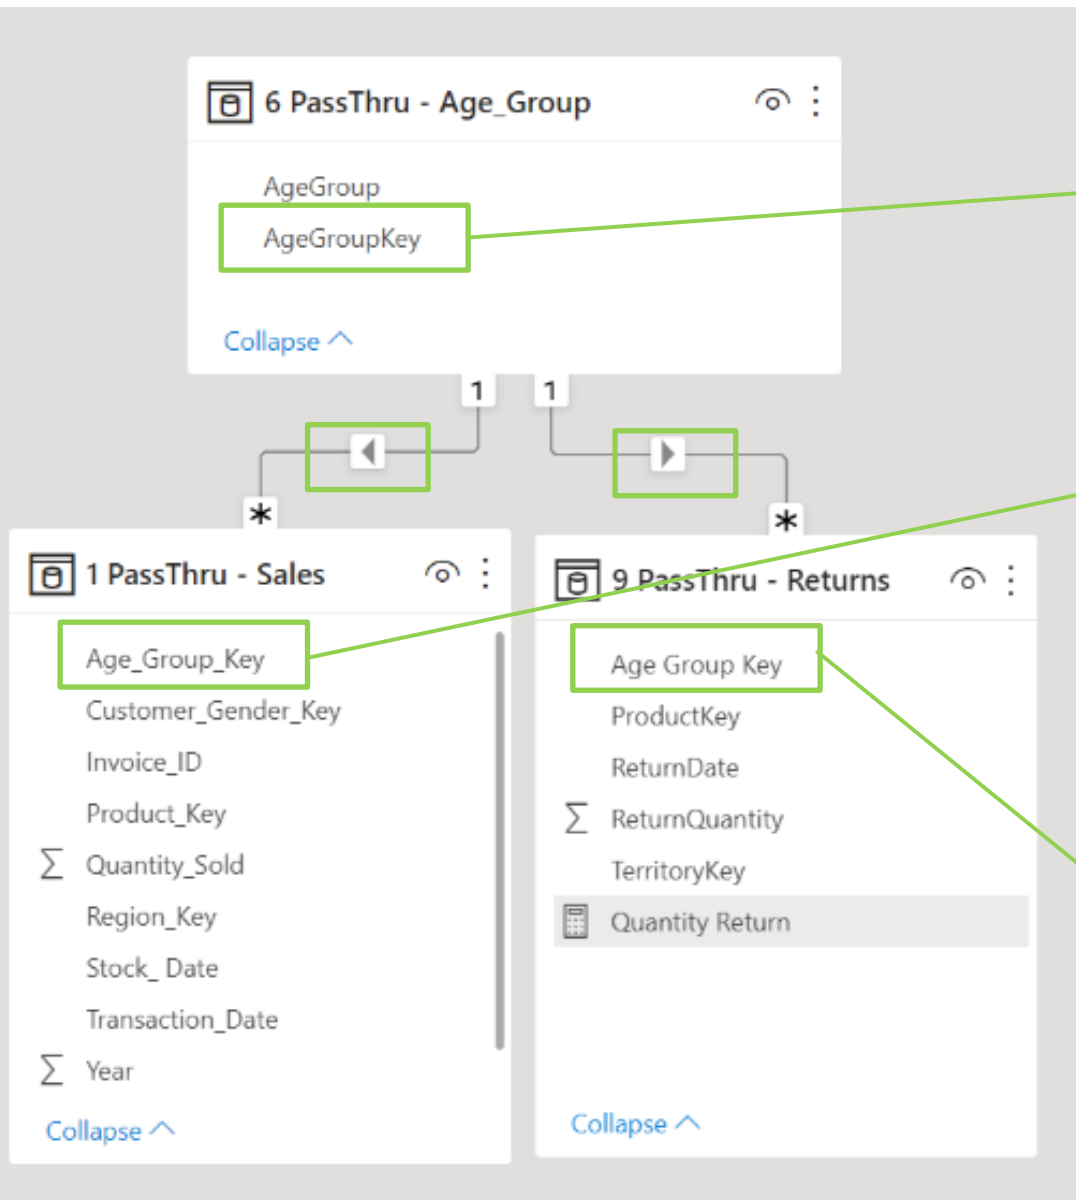 6 PassThru - Age_Group
AgeGroup
AgeGroupKey
Collapse
1
1
*
*
1 PassThru - Sales
Age_Group_Key
Customer_Gender_Key
Invoice_ID
Product_Key
Quantity_Sold
Region_Key
Stock_ Date
Transaction_Date
Year
Collapse
9 PassThru - Returns
Age Group Key
ProductKey
ReturnDate
ReturnQuantity
TerritoryKey
Quantity Return
Collapse